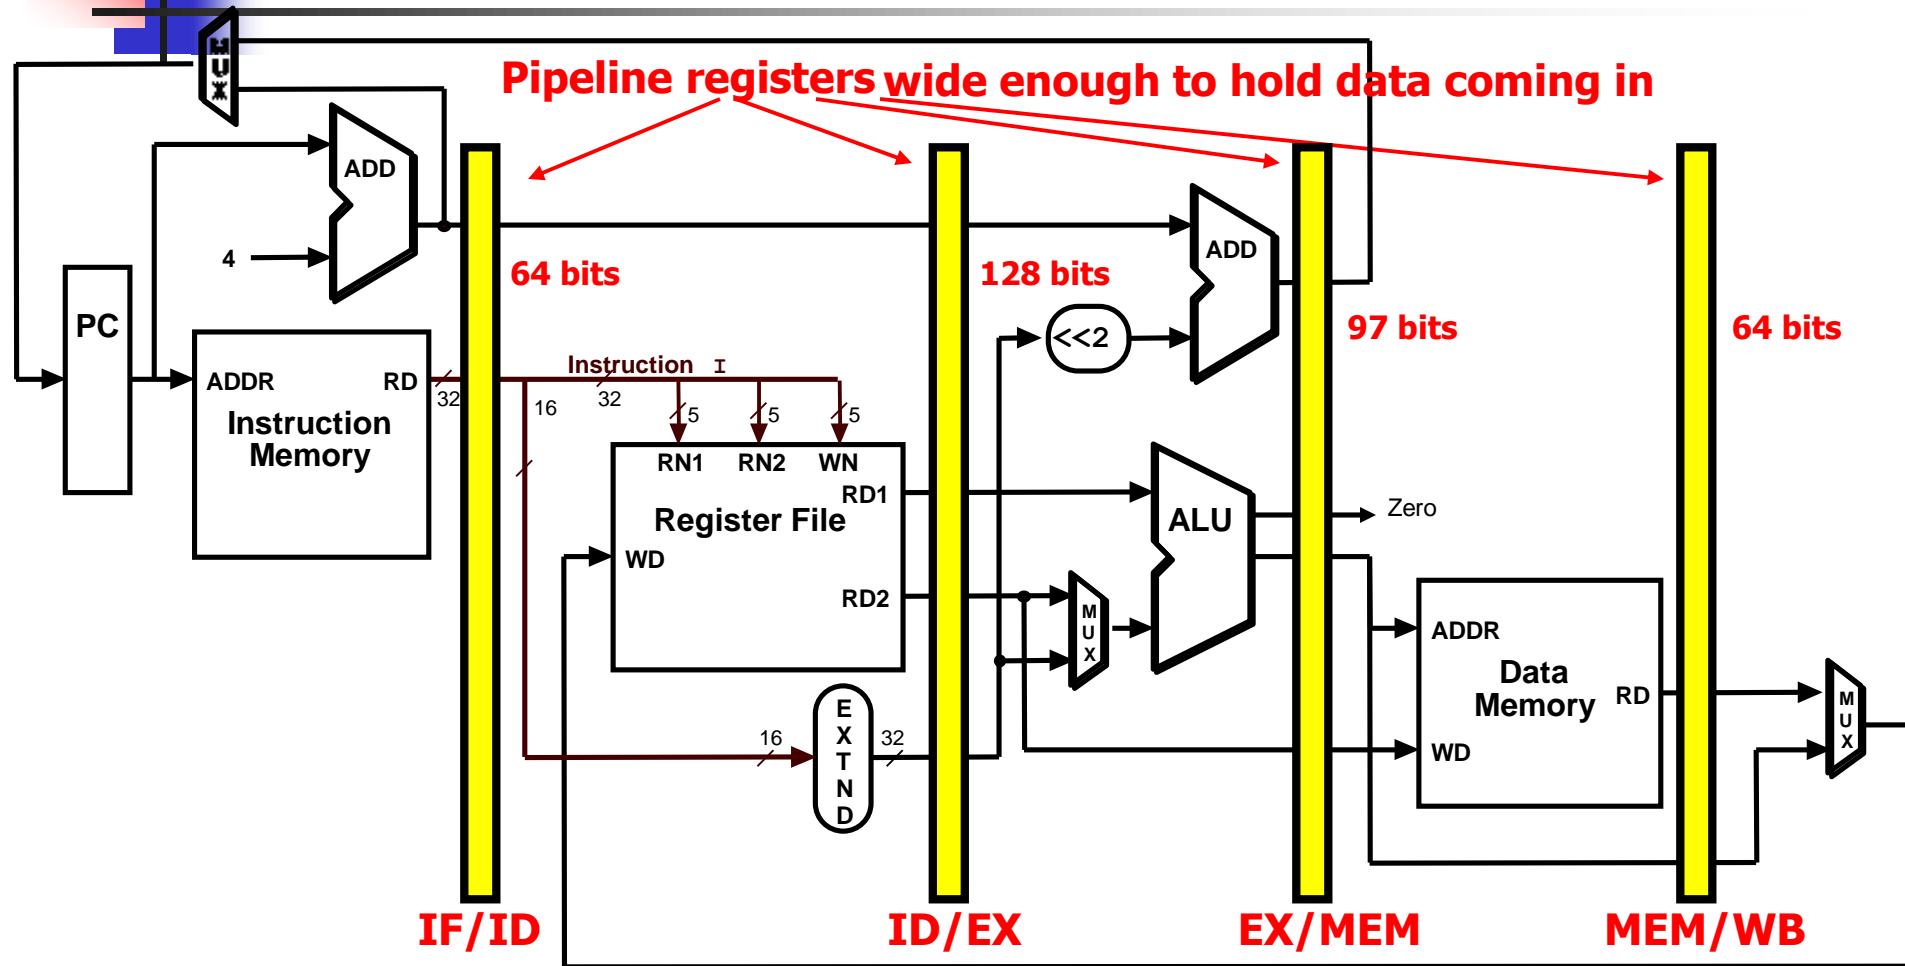 MUX
Pipeline registers wide enough to hold data coming in
ADD
4
64 bits
128 bits
ADD
97 bits
64 bits
PC
<<2
Instruction I
ADDR
RD
32
16
32
5
5
5
Instruction
Memory
RN1
RN2
WN
RD1
Register File
ALU
Zero
WD
RD2
MUX
ADDR
Data
Memory
RD
MUX
WD
16
EXTND
32
IF/ID
ID/EX
EX/MEM
MEM/WB